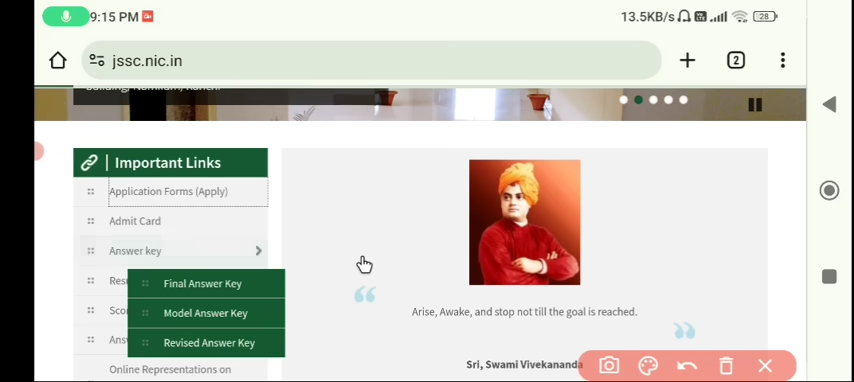 9:15 PM
13.5KB/s
28
jssc.nic.in
2
Important Links
Application Forms (Apply)
Admit Card
Answer key
Final Answer Key
Model Answer Key
Revised Answer Key
Online Representations on
Arise, Awake, and stop not till the goal is reached.
Sri, Swami Vivekananda